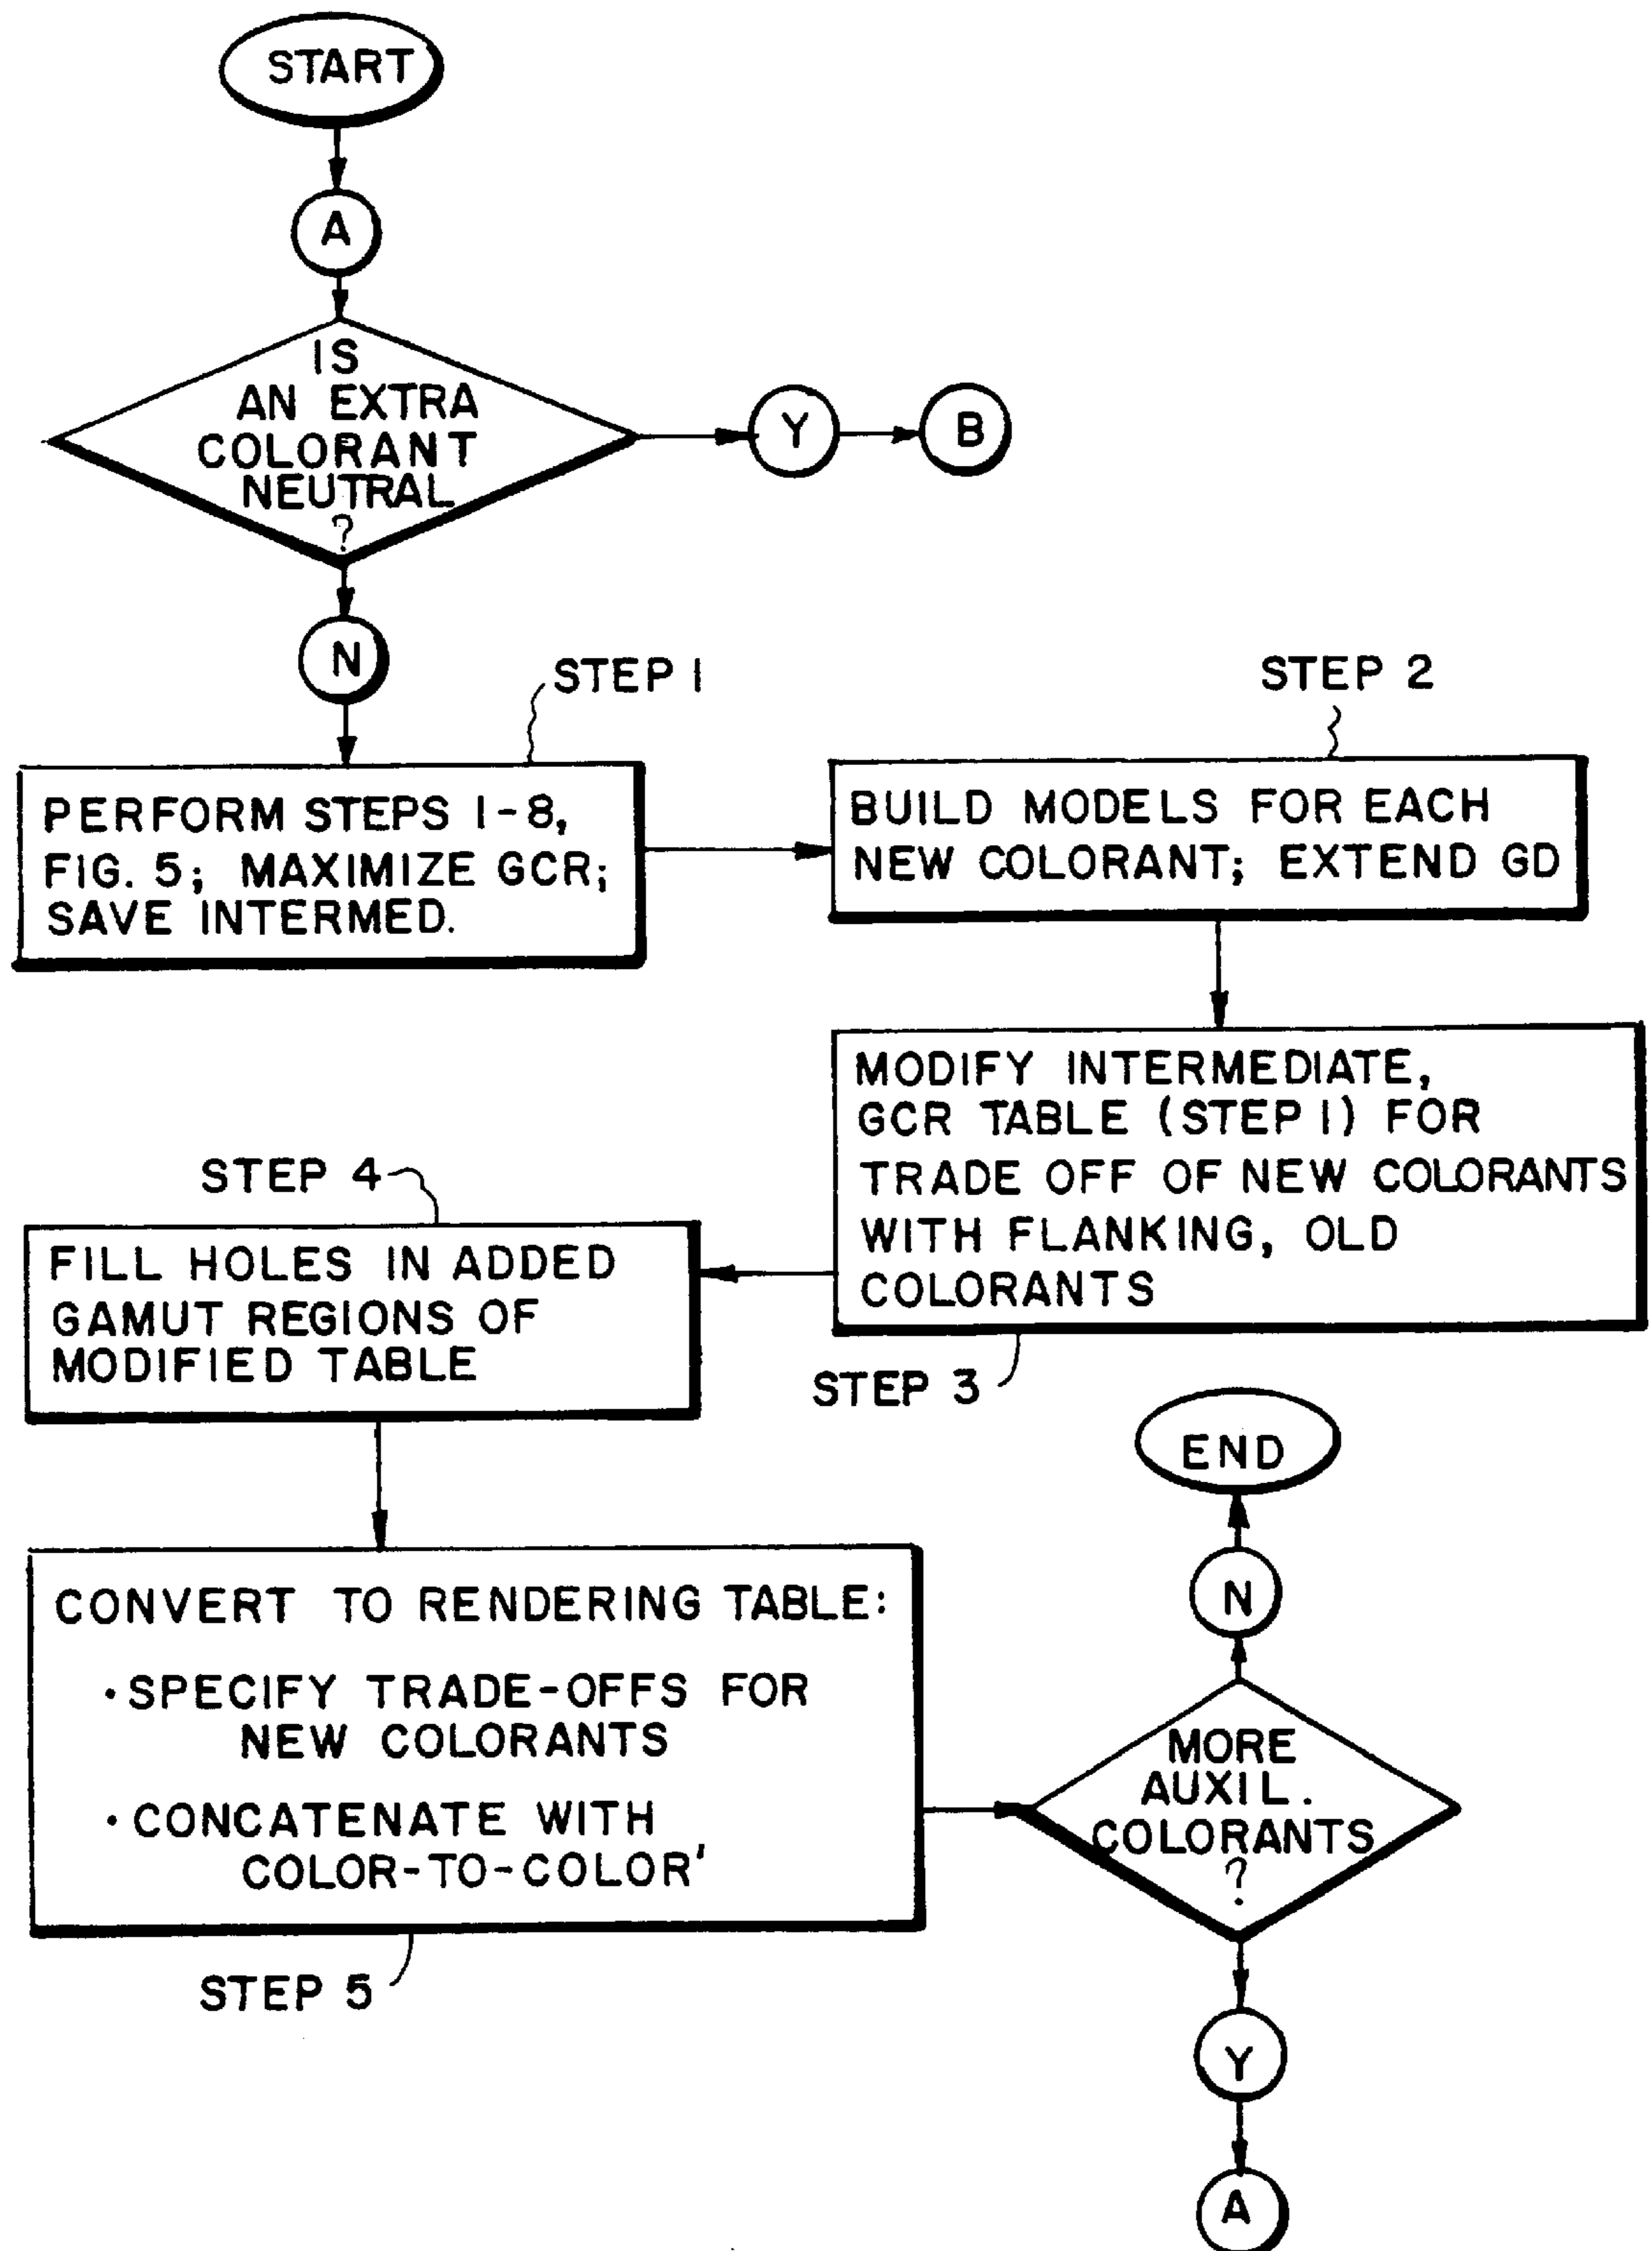 START
A
IS
AN EXTRA
COLORANT
NEUTRAL
?
Y
B
N
STEP 1
PERFORM STEPS 1-8,
FIG. 5; MAXIMIZE GCR;
SAVE INTERMED.
STEP 2
BUILD MODELS FOR EACH
NEW COLORANT; EXTEND GD
MODIFY INTERMEDIATE,
GCR TABLE (STEP 1) FOR
TRADE OFF OF NEW COLORANTS
WITH FLANKING, OLD
COLORANTS
STEP 3
STEP 4
FILL HOLES IN ADDED
GAMUT REGIONS OF
MODIFIED TABLE
CONVERT TO RENDERING TABLE:
• SPECIFY TRADE-OFFS FOR
NEW COLORANTS
• CONCATENATE WITH
COLOR-TO-COLOR'
STEP 5
MORE
AUXIL.
COLORANTS
?
N
END
Y
A